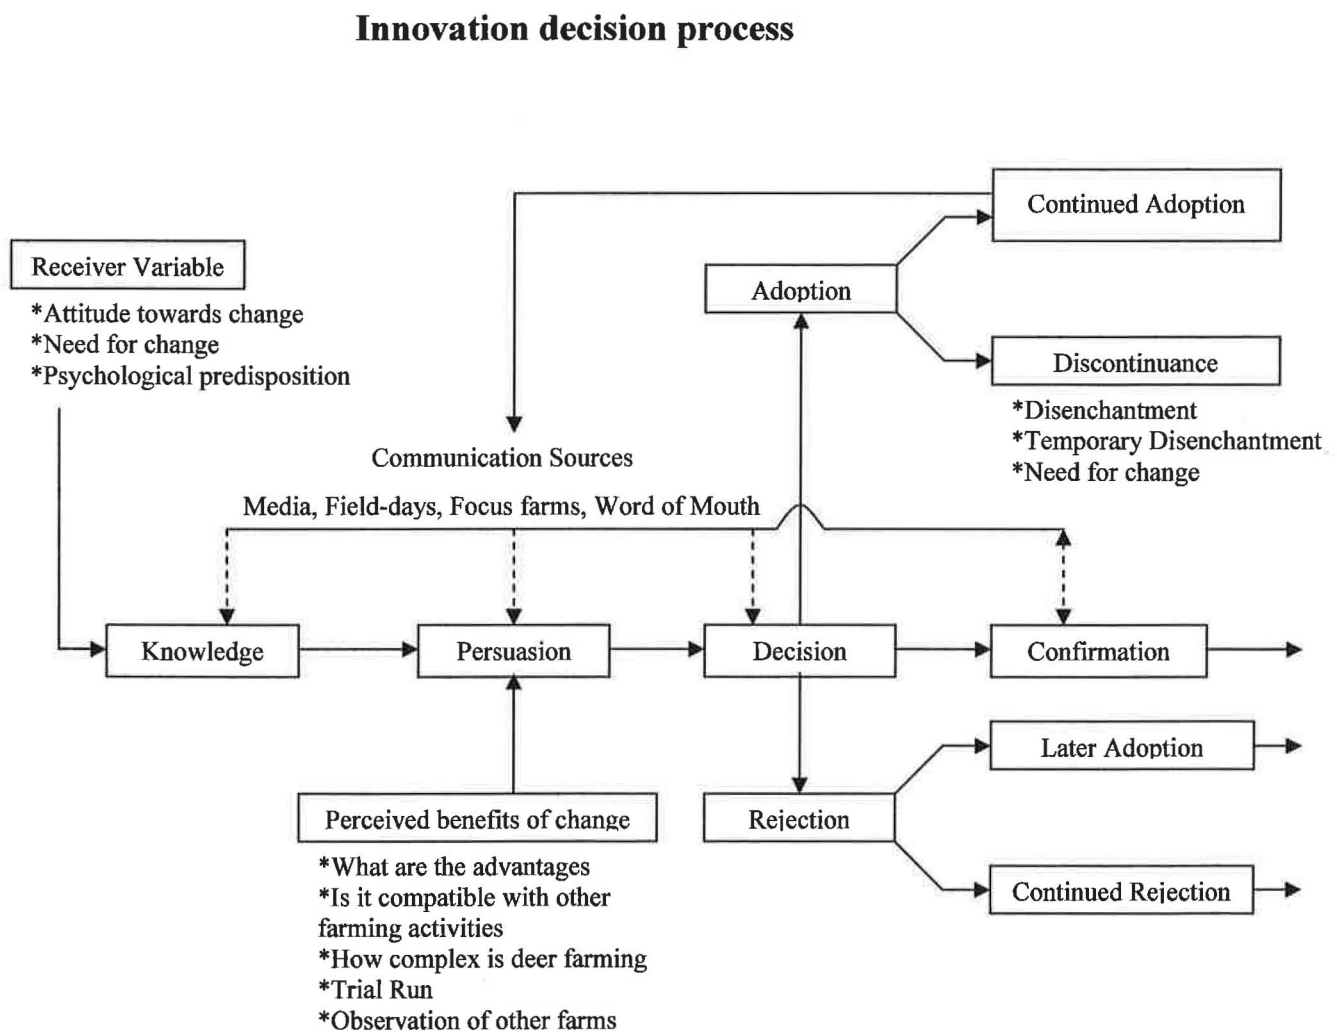 Innovation decision process
Continued Adoption
Receiver Variable
*Attitude towards change
*Need for change
*Psychological predisposition
Adoption
Discontinuance
*Disenchantment
*Temporary Disenchantment
*Need for change
Communication Sources
Media, Field-days, Focus farms, Word of Mouth
Knowledge
Persuasion
Decision
Confirmation
Later Adoption
Perceived benefits of change
Rejection
*What are the advantages
*Is it compatible with other
farming activities
*How complex is deer farming
*Trial Run
*Observation of other farms
Continued Rejection